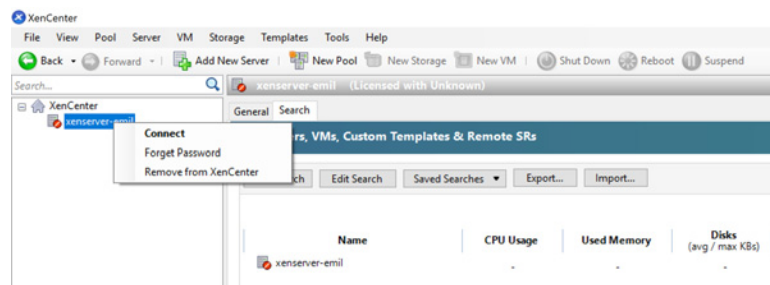 XenCenter
File View Pool Server VM Storage Templates Tools Help
Back Forward Add New Server New Pool New Storage New VM Shut Down Reboot Suspend
Search...
xenserver-emil (Licensed with Unknown)
XenCenter
xenserver-emil
General Search
Connect
Forget Password
Remove from XenCenter
rs, VMs, Custom Templates & Remote SRs
ch Edit Search Saved Searches Export... Import...
Name CPU Usage Used Memory Disks
(avg / max KBs)
xenserver-emil - - -